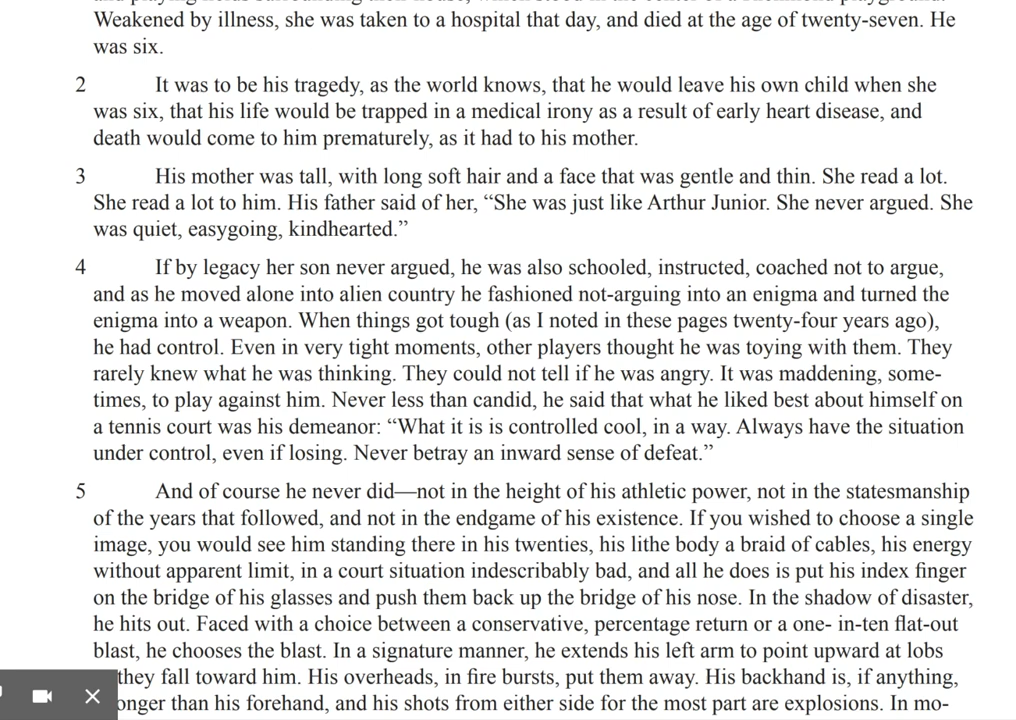 Weakened by illness, she was taken to a hospital that day, and died at the age of twenty-seven. He
was six.
2 It was to be his tragedy, as the world knows, that he would leave his own child when she
was six, that his life would be trapped in a medical irony as a result of early heart disease, and
death would come to him prematurely, as it had to his mother.
3 His mother was tall, with long soft hair and a face that was gentle and thin. She read a lot.
She read a lot to him. His father said of her, “She was just like Arthur Junior. She never argued. She
was quiet, easygoing, kindhearted.”
4 If by legacy her son never argued, he was also schooled, instructed, coached not to argue,
and as he moved alone into alien country he fashioned not-arguing into an enigma and turned the
enigma into a weapon. When things got tough (as I noted in these pages twenty-four years ago),
he had control. Even in very tight moments, other players thought he was toying with them. They
rarely knew what he was thinking. They could not tell if he was angry. It was maddening, some-
times, to play against him. Never less than candid, he said that what he liked best about himself on
a tennis court was his demeanor: “What it is is controlled cool, in a way. Always have the situation
under control, even if losing. Never betray an inward sense of defeat.”
5 And of course he never did—not in the height of his athletic power, not in the statesmanship
of the years that followed, and not in the endgame of his existence. If you wished to choose a single
image, you would see him standing there in his twenties, his lithe body a braid of cables, his energy
without apparent limit, in a court situation indescribably bad, and all he does is put his index finger
on the bridge of his glasses and push them back up the bridge of his nose. In the shadow of disaster,
he hits out. Faced with a choice between a conservative, percentage return or a one- in-ten flat-out
blast, he chooses the blast. In a signature manner, he extends his left arm to point upward at lobs
they fall toward him. His overheads, in fire bursts, put them away. His backhand is, if anything,
onger than his forehand, and his shots from either side for the most part are explosions. In mo-